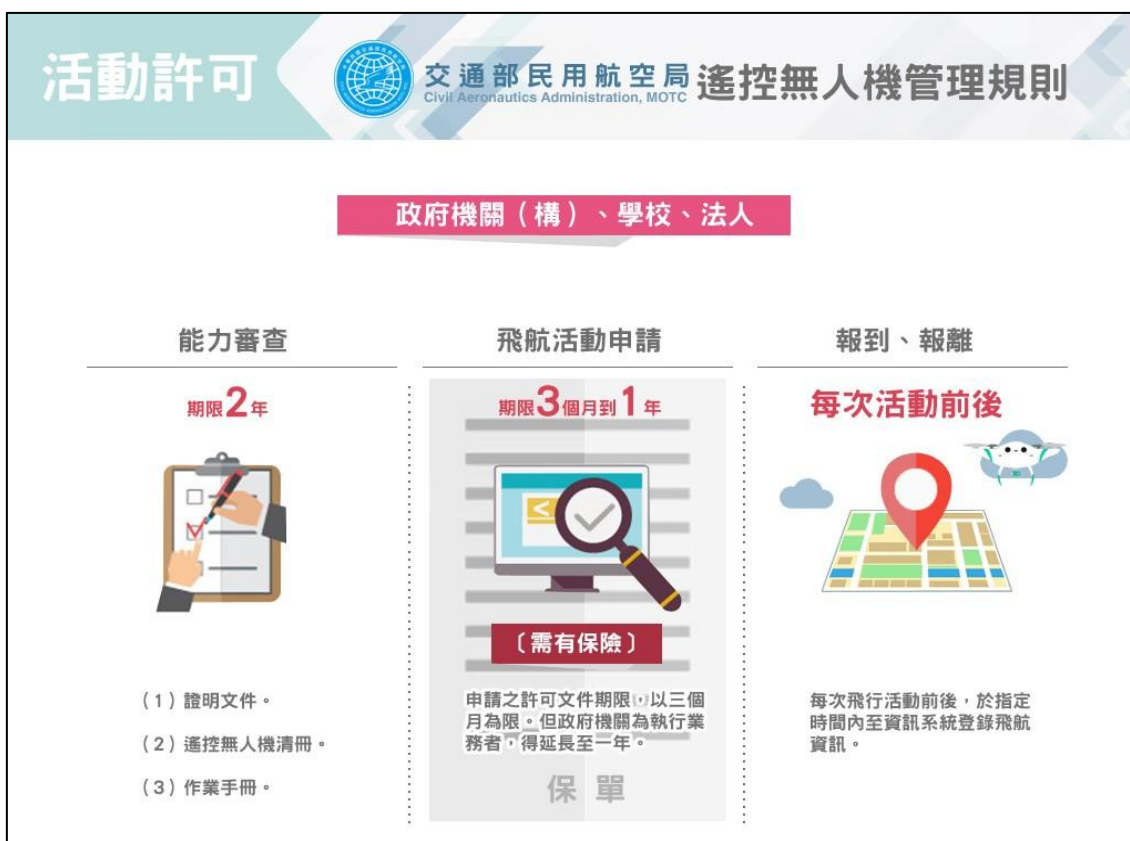 活動許可
交通部民用航空局
Civil Aeronautics Administration, MOTC
遙控無人機管理規則
政府機關（構）、學校、法人
能力審查
期限2年
（1）證明文件。
（2）遙控無人機清冊。
（3）作業手冊。
飛航活動申請
期限3個月到1年
〔需有保險〕
申請之許可文件期限，以三個
月為限。但政府機關為執行業
務者，得延長至一年。
保單
報到、報離
每次活動前後
每次飛行活動前後，於指定
時間內至資訊系統登錄飛航
資訊。